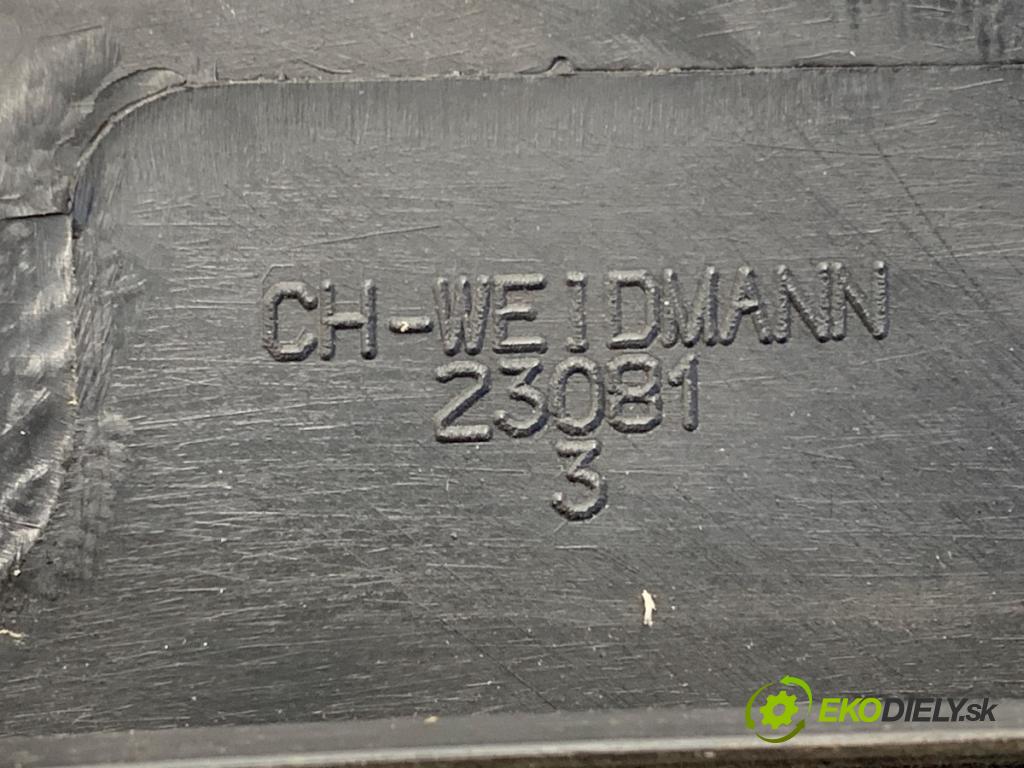 CH-WEIDMANN
23081
3
EKODIELY.sk